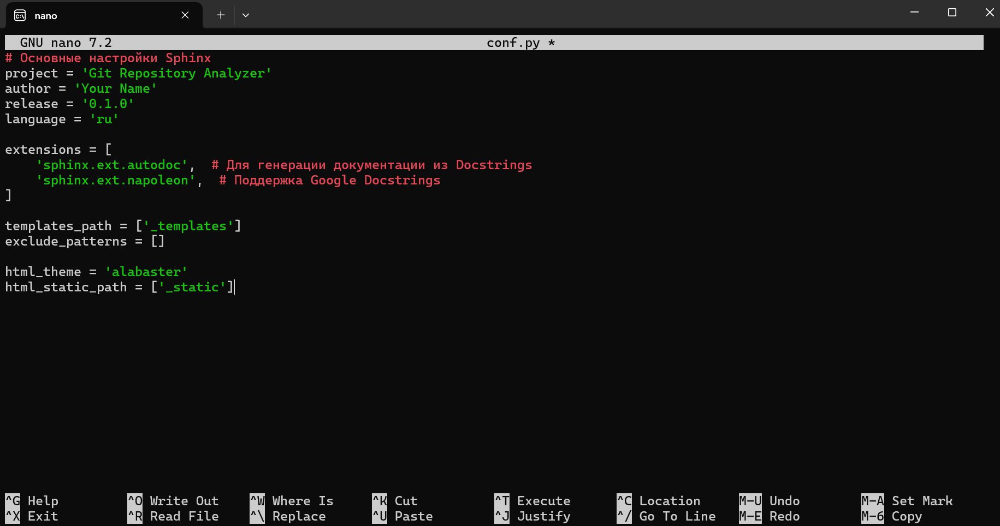 nano
GNU nano 7.2 conf.py *
# Основные настройки Sphinx
project = 'Git Repository Analyzer'
author = 'Your Name'
release = '0.1.0'
language = 'ru'
extensions = [
    'sphinx.ext.autodoc',  # Для генерации документации из Docstrings
    'sphinx.ext.napoleon',  # Поддержка Google Docstrings
]
templates_path = ['_templates']
exclude_patterns = []
html_theme = 'alabaster'
html_static_path = ['_static']
^G Help ^O Write Out ^W Where Is ^K Cut ^T Execute ^C Location M-U Undo M-A Set Mark
^X Exit ^R Read File ^\ Replace ^U Paste ^J Justify ^/ Go To Line M-E Redo M-6 Copy